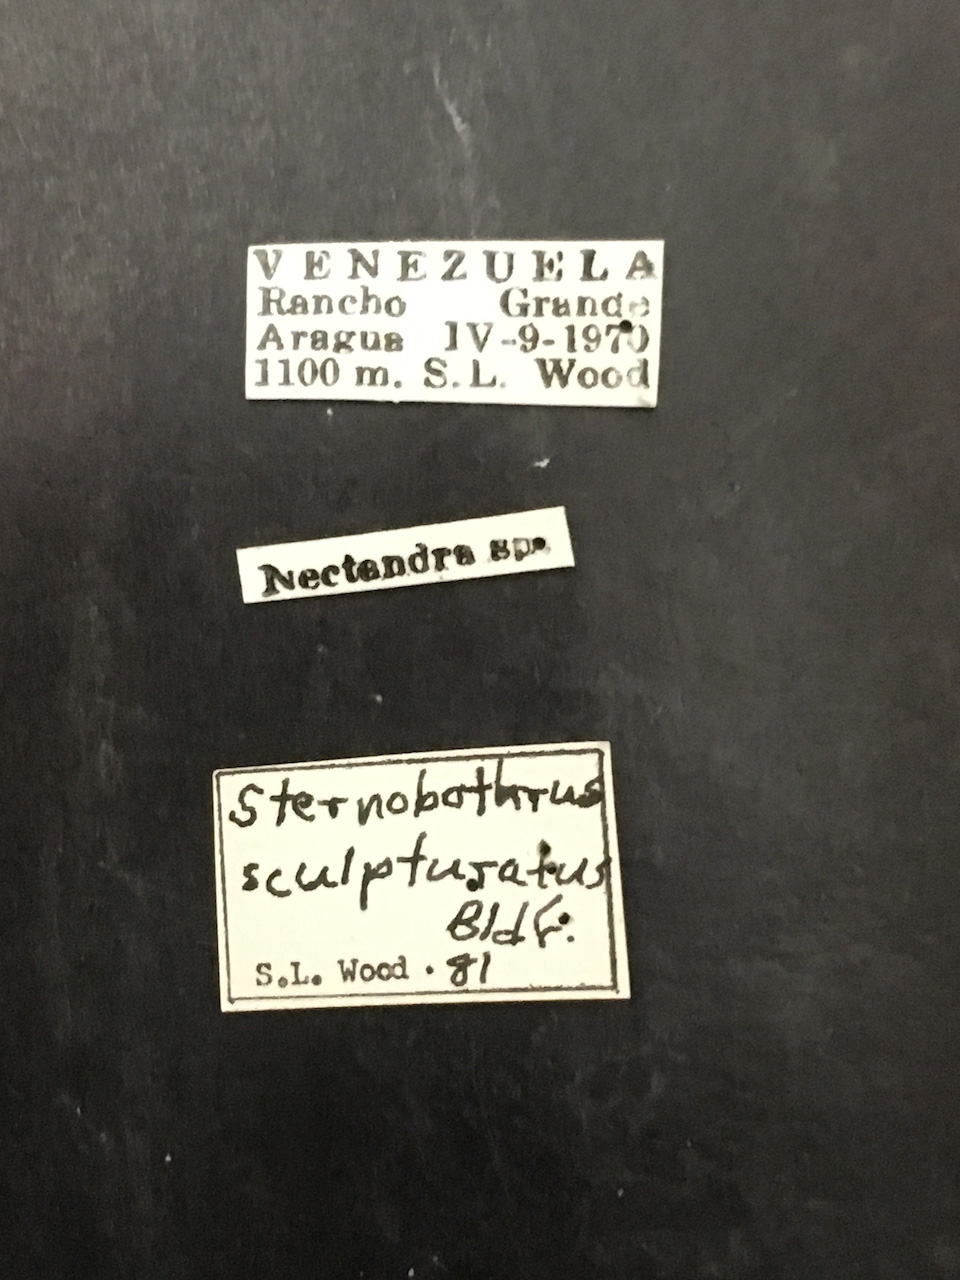 VENEZUELA
Rancho Grande
Aragua IV-9-1970
1100 m. S.L. Wood
Nectandra sp.
Sternobothrus
sculpturatus
Bldf.
S.L. Wood . 81